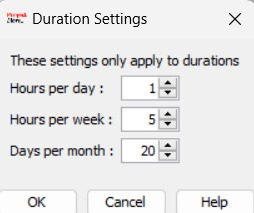 Duration Settings
These settings only apply to durations
Hours per day : 1
Hours per week : 5
Days per month : 20
OK Cancel Help